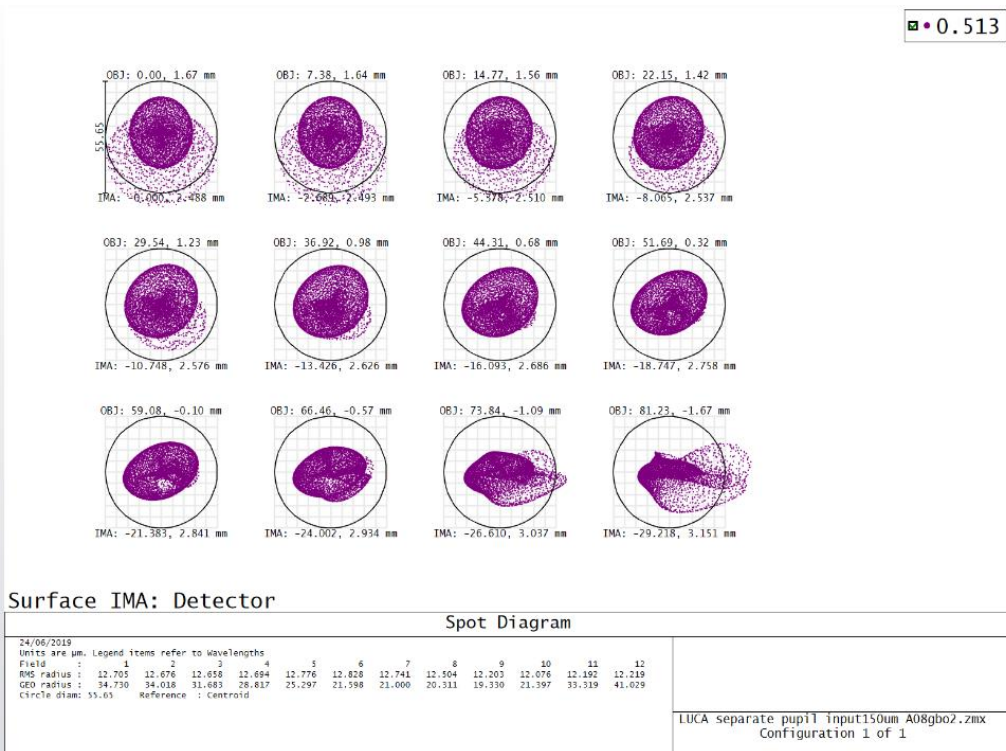 0.513
OBJ: 0.00, 1.67 mm
OBJ: 7.38, 1.64 mm
OBJ: 14.77, 1.56 mm
OBJ: 22.15, 1.42 mm
55.65
IMA: -0.000, 2.488 mm
IMA: -2.689, 2.493 mm
IMA: -5.378, 2.510 mm
IMA: -8.065, 2.537 mm
OBJ: 29.54, 1.23 mm
OBJ: 36.92, 0.98 mm
OBJ: 44.31, 0.68 mm
OBJ: 51.69, 0.32 mm
IMA: -10.748, 2.576 mm
IMA: -13.426, 2.626 mm
IMA: -16.093, 2.686 mm
IMA: -18.747, 2.758 mm
OBJ: 59.08, -0.10 mm
OBJ: 66.46, -0.57 mm
OBJ: 73.84, -1.09 mm
OBJ: 81.23, -1.67 mm
IMA: -21.383, 2.841 mm
IMA: -24.002, 2.934 mm
IMA: -26.610, 3.037 mm
IMA: -29.218, 3.151 mm
Surface IMA: Detector
Spot Diagram
24/06/2019
Units are µm. Legend items refer to Wavelengths
Field : 1 2 3 4 5 6 7 8 9 10 11 12
RMS radius : 12.705 12.676 12.658 12.694 12.776 12.828 12.741 12.504 12.203 12.076 12.192 12.219
GEO radius : 34.730 34.018 31.683 28.817 25.297 21.598 21.000 20.311 19.330 21.397 33.319 41.029
Circle diam: 55.65 Reference : Centroid
LUCA separate pupil input150um A08gbo2.zmx
Configuration 1 of 1